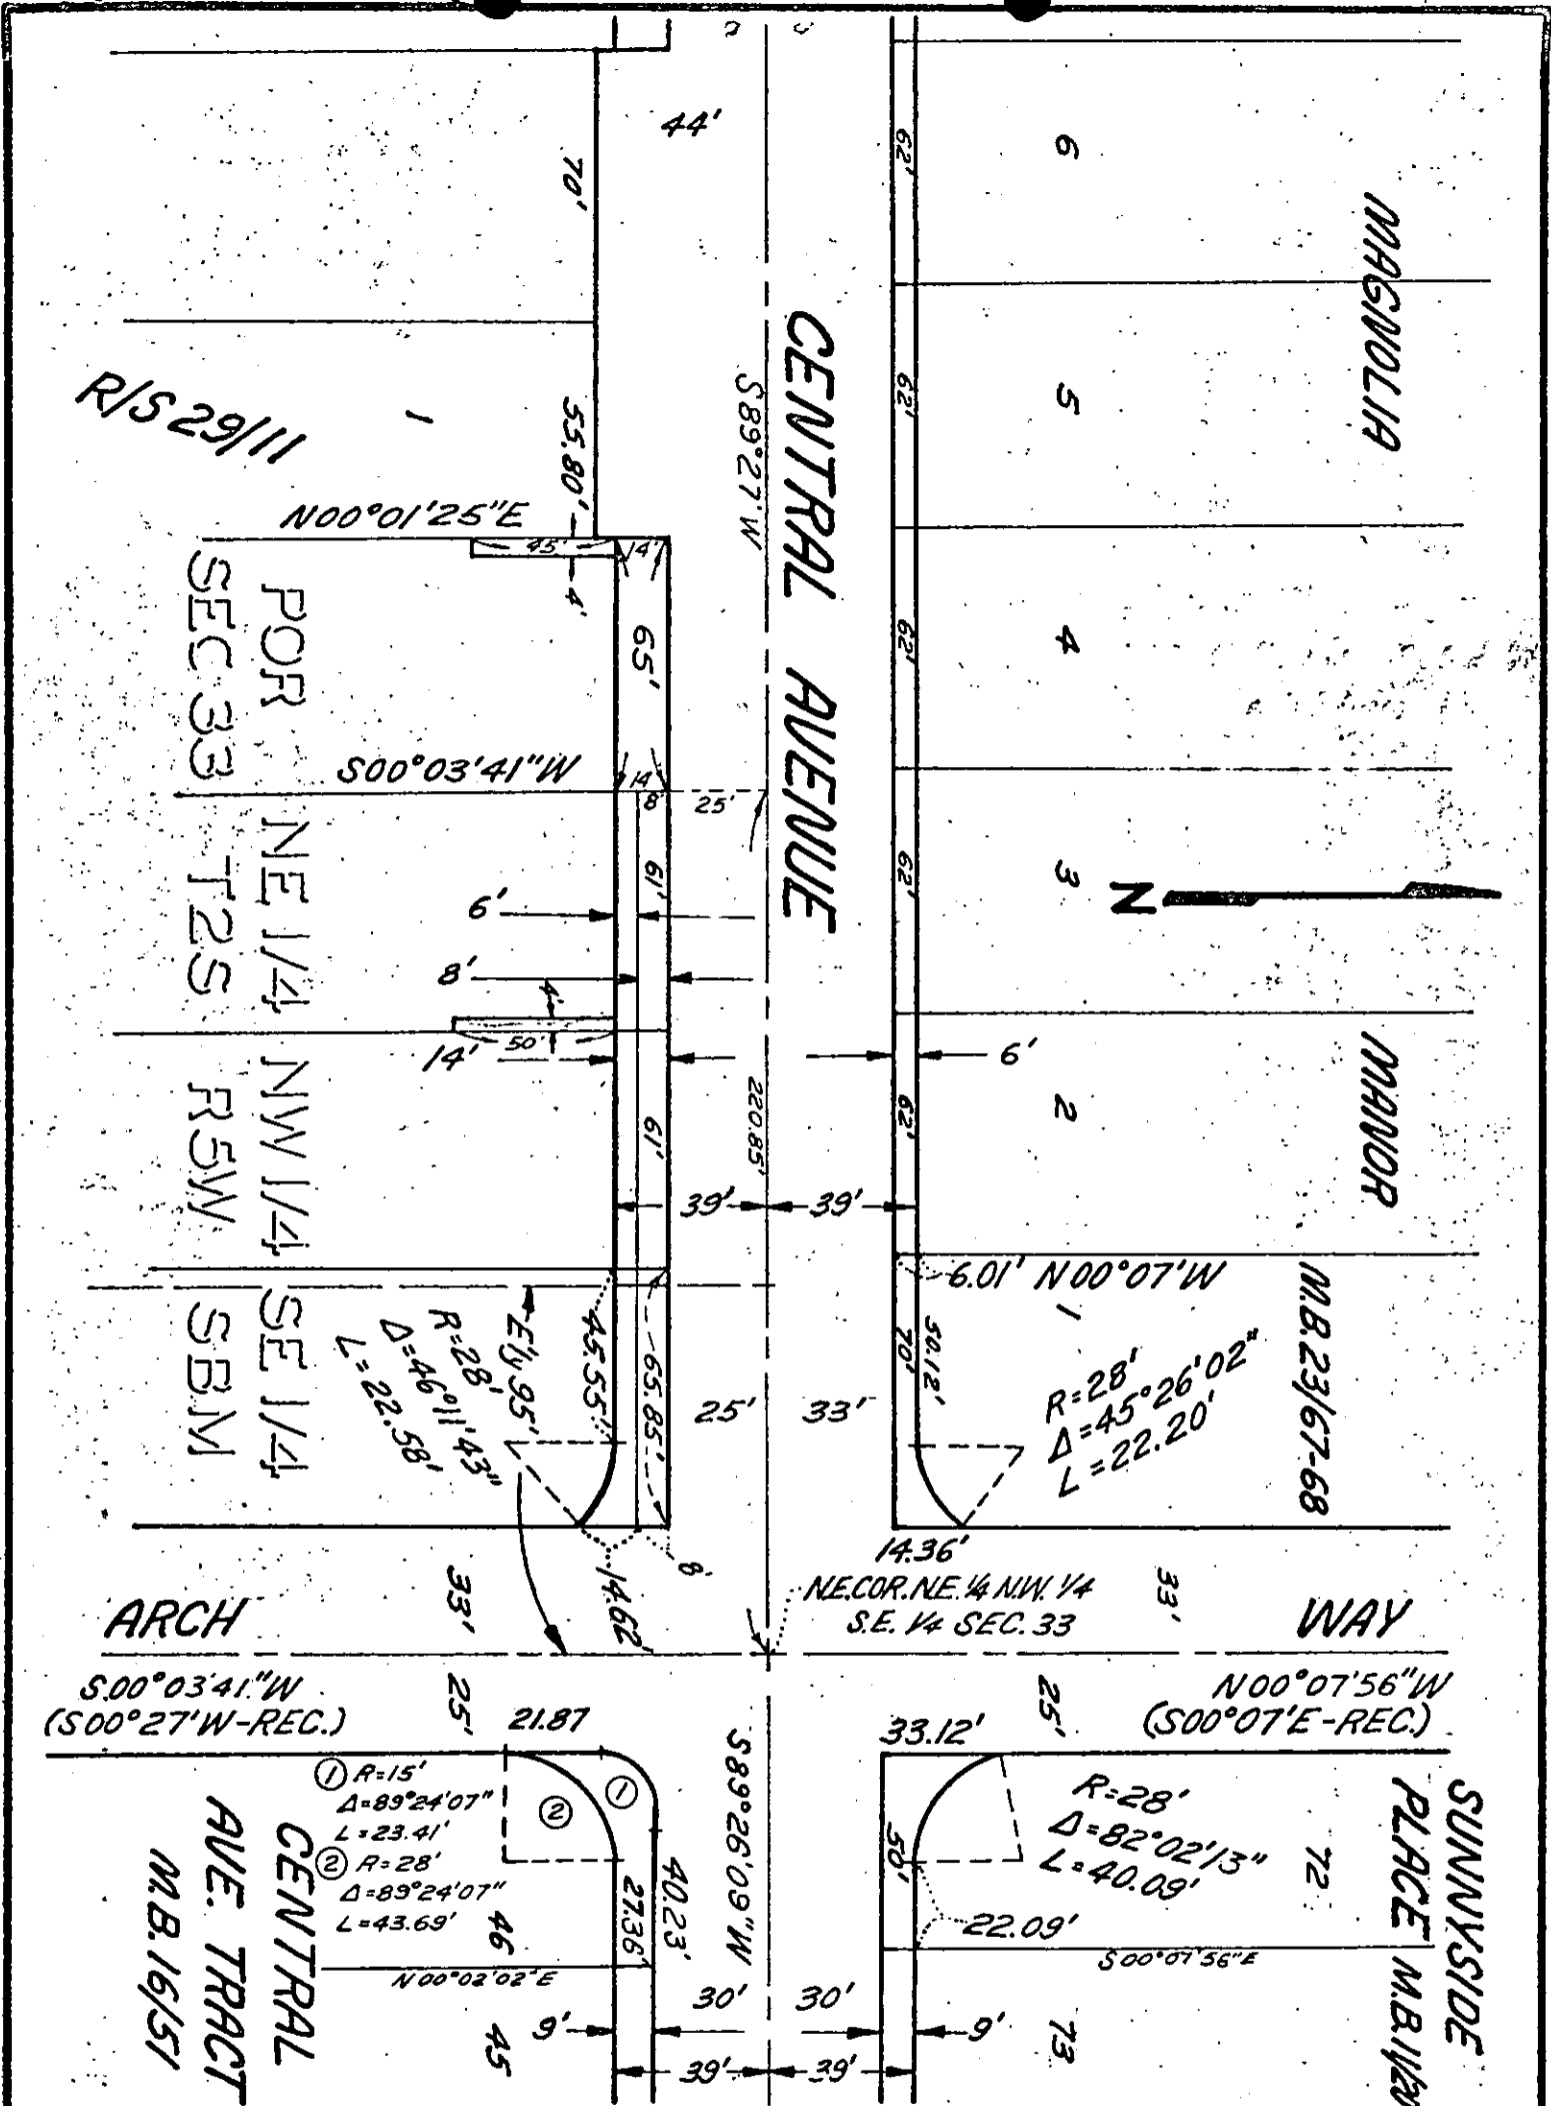 44'
70'
62'
6
MAGNOLIA
CENTRAL AVENUE
S89°27'W
62'
5
R/S 29/11
1
55.80'
N00°01'25"E
45'
14'
4'
65'
62'
4
POR NE 1/4 NW 1/4 SE 1/4
SEC 33 T2S R5W SBM
S00°03'41"W
14'
8'
25'
61'
62'
3
N
6'
8'
4'
50'
14'
6'
220.85'
61'
62'
2
MANOR
39'
39'
6.01' N00°07'W
1
M.B. 23/67-68
50.12'
70'
R=28'
Δ=45°26'02"
L=22.20'
45.55'
65.85'
25'
33'
E'ly 95'
R=28'
Δ=46°11'43"
L=22.58'
14.62'
8'
14.36'
N.E. COR. N.E. 1/4 N.W. 1/4
S.E. 1/4 SEC. 33
33'
33'
ARCH WAY
S.00°03'41"W
(S00°27'W-REC.)
25'
25'
N00°07'56"W
(S00°07'E-REC.)
21.87
33.12'
① R=15'
Δ=89°24'07"
L=23.41'
② R=28'
Δ=89°24'07"
L=43.69'
①
②
S89°26'09"W
50'
R=28'
Δ=82°02'13"
L=40.09'
72
SUNNYSIDE
PLACE M.B. 11/20
CENTRAL
AVE. TRACT
M.B. 16/51
46
27.36'
40.23'
22.09'
N00°02'02"E
S00°07'56"E
45
9'
30'
30'
9'
73
39'
39'